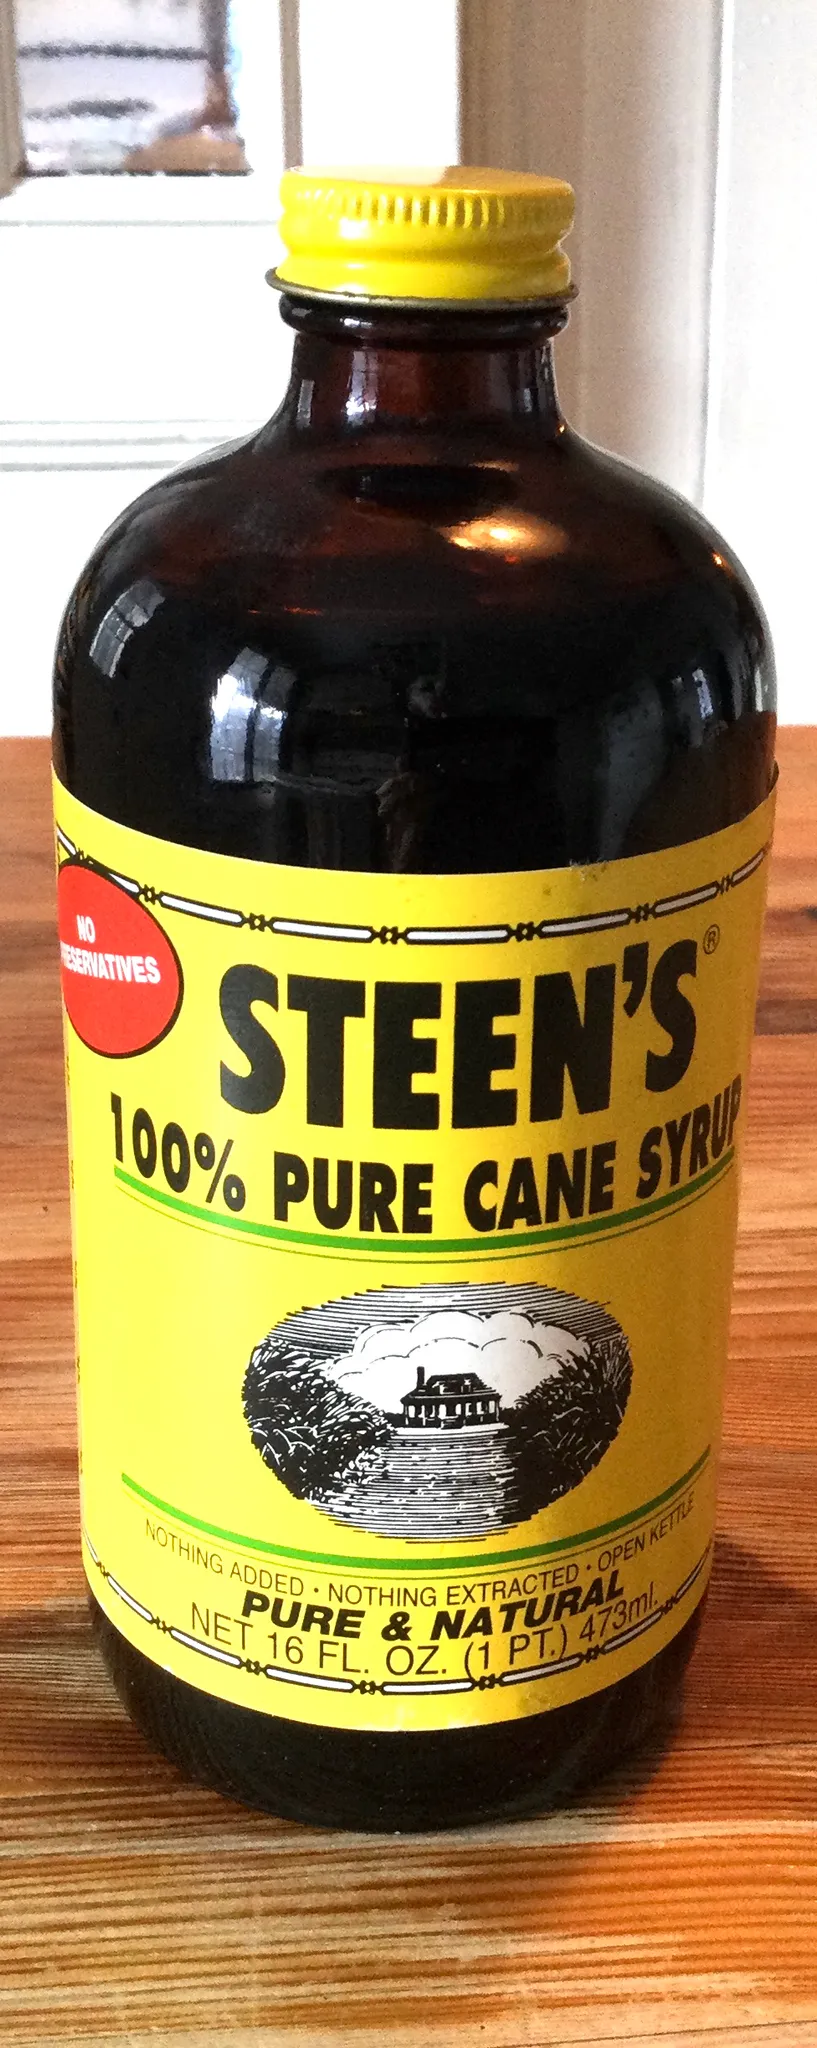 NO
PRESERVATIVES
STEEN'S®
100% PURE CANE SYRUP
NOTHING ADDED • NOTHING EXTRACTED • OPEN KETTLE
PURE & NATURAL
NET 16 FL. OZ. (1 PT.) 473ml.